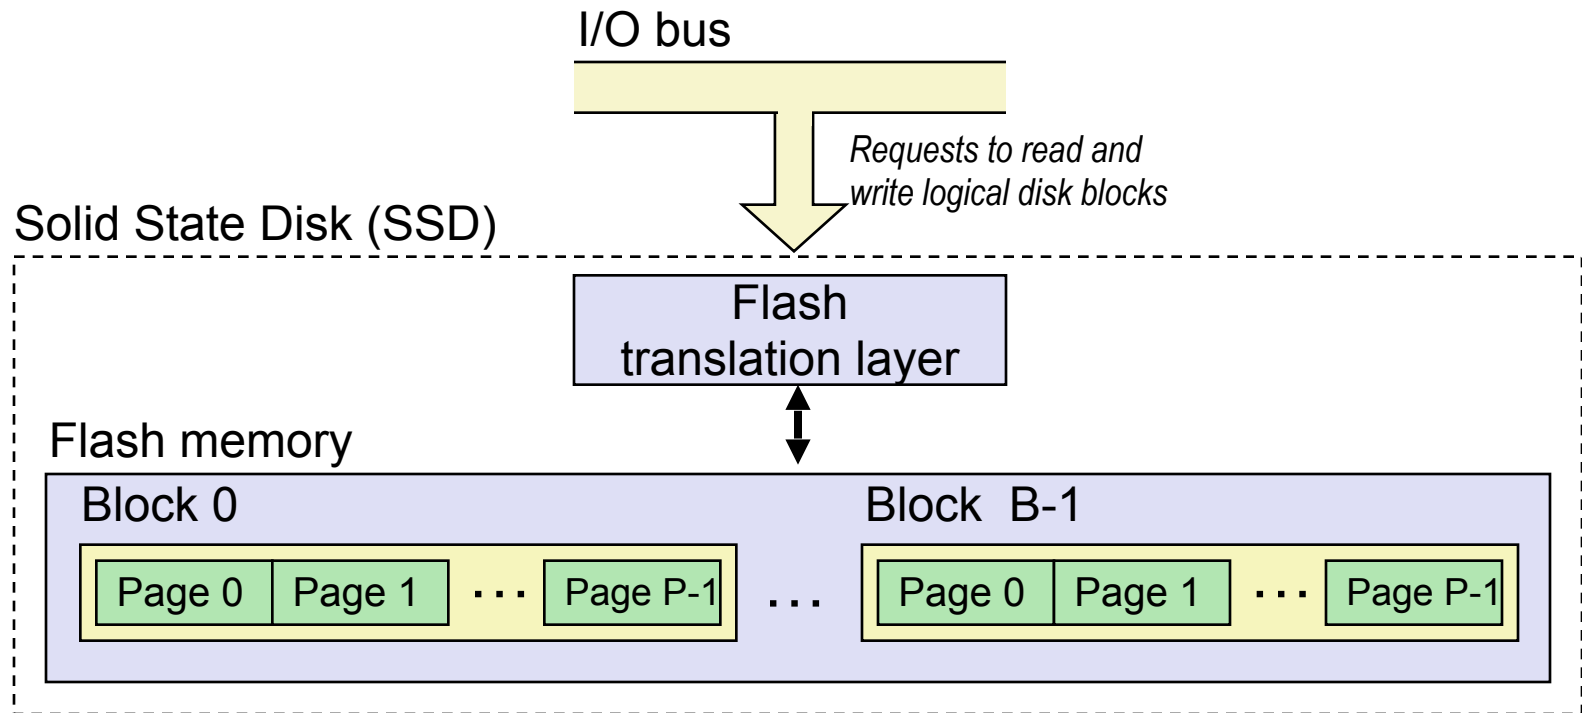 I/O bus
Requests to read and
write logical disk blocks
Solid State Disk (SSD)
Flash
translation layer
Flash memory
Block 0
Block B-1
Page 0 Page 1 ... Page P-1 ... Page 0 Page 1 ... Page P-1